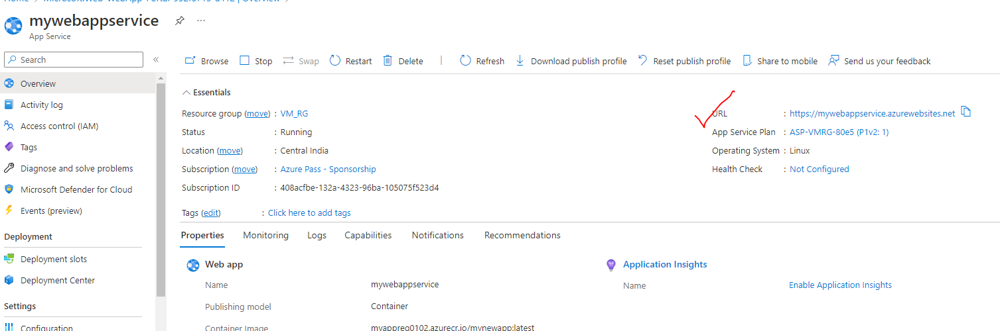 Home > Microsoft.Web-WebApp-Portal | Overview >
mywebappservice
App Service
Search
Browse Stop Swap Restart Delete Refresh Download publish profile Reset publish profile Share to mobile Send us your feedback
Overview
Activity log
Access control (IAM)
Tags
Diagnose and solve problems
Microsoft Defender for Cloud
Events (preview)
Deployment
Deployment slots
Deployment Center
Settings
Configuration
Essentials
Resource group (move) : VM_RG
Status : Running
Location (move) : Central India
Subscription (move) : Azure Pass - Sponsorship
Subscription ID : 408acfbe-132a-4323-96ba-105075f523d4
URL : https://mywebappservice.azurewebsites.net
App Service Plan : ASP-VMRG-80e5 (P1v2: 1)
Operating System : Linux
Health Check : Not Configured
Tags (edit) : Click here to add tags
Properties Monitoring Logs Capabilities Notifications Recommendations
Web app
Name mywebappservice
Publishing model Container
Container Image myappreg0102.azurecr.io/mynewapp:latest
Application Insights
Name Enable Application Insights